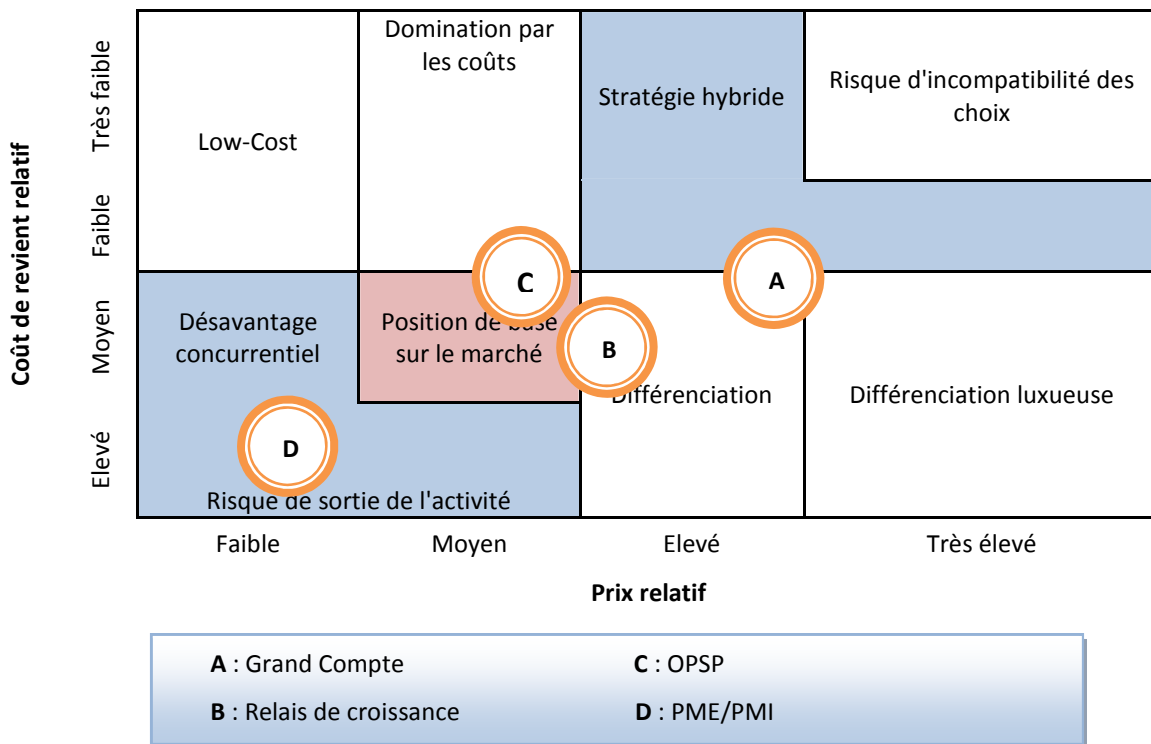 Coût de revient relatif
Très faible
Faible
Moyen
Elevé
Low-Cost
Domination par
les coûts
Stratégie hybride
Risque d'incompatibilité des
choix
Désavantage
concurrentiel
Position de base
sur le marché
Différenciation
Différenciation luxueuse
Risque de sortie de l'activité
C
A
B
D
Faible
Moyen
Elevé
Très élevé
Prix relatif
A : Grand Compte
C : OPSP
B : Relais de croissance
D : PME/PMI